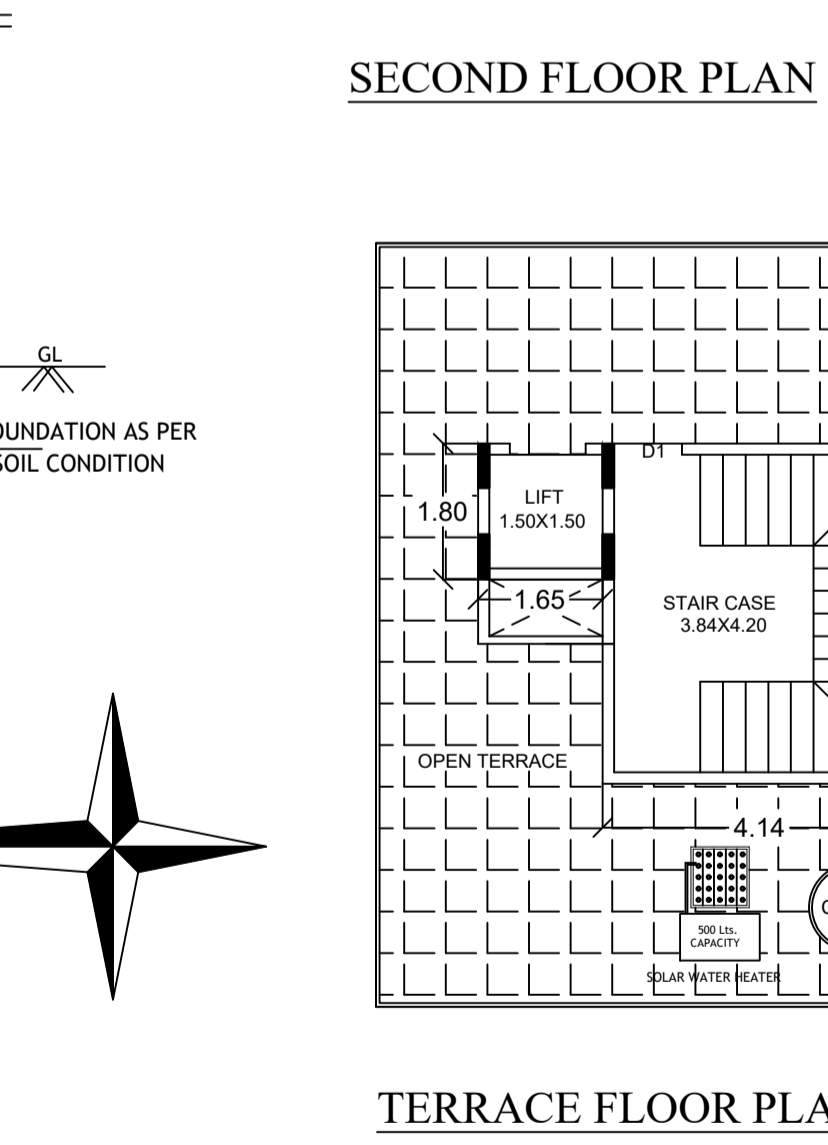 SECOND FLOOR PLAN
GL
OUNDATION AS PER
SOIL CONDITION
D1
LIFT
1.50X1.50
1.80
1.65
STAIR CASE
3.84X4.20
OPEN TERRACE
4.14
500 Lts.
CAPACITY
SOLAR WATER HEATER
TERRACE FLOOR PLA